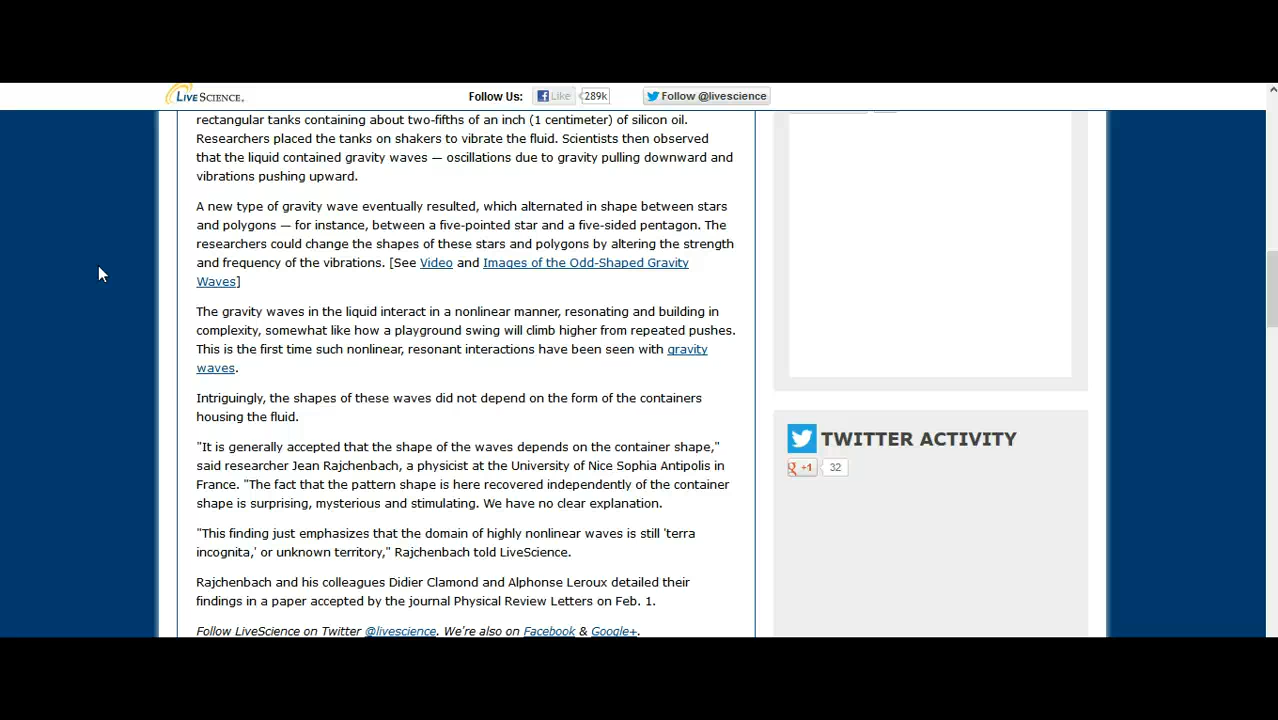 LIVESCIENCE.
Follow Us:
Like
289k
Follow @livescience
rectangular tanks containing about two-fifths of an inch (1 centimeter) of silicon oil.
Researchers placed the tanks on shakers to vibrate the fluid. Scientists then observed
that the liquid contained gravity waves — oscillations due to gravity pulling downward and
vibrations pushing upward.
A new type of gravity wave eventually resulted, which alternated in shape between stars
and polygons — for instance, between a five-pointed star and a five-sided pentagon. The
researchers could change the shapes of these stars and polygons by altering the strength
and frequency of the vibrations. [See Video and Images of the Odd-Shaped Gravity
Waves]
The gravity waves in the liquid interact in a nonlinear manner, resonating and building in
complexity, somewhat like how a playground swing will climb higher from repeated pushes.
This is the first time such nonlinear, resonant interactions have been seen with gravity
waves.
Intriguingly, the shapes of these waves did not depend on the form of the containers
housing the fluid.
"It is generally accepted that the shape of the waves depends on the container shape,"
said researcher Jean Rajchenbach, a physicist at the University of Nice Sophia Antipolis in
France. "The fact that the pattern shape is here recovered independently of the container
shape is surprising, mysterious and stimulating. We have no clear explanation.
"This finding just emphasizes that the domain of highly nonlinear waves is still 'terra
incognita,' or unknown territory," Rajchenbach told LiveScience.
Rajchenbach and his colleagues Didier Clamond and Alphonse Leroux detailed their
findings in a paper accepted by the journal Physical Review Letters on Feb. 1.
Follow LiveScience on Twitter @livescience. We're also on Facebook & Google+.
TWITTER ACTIVITY
g +1
32